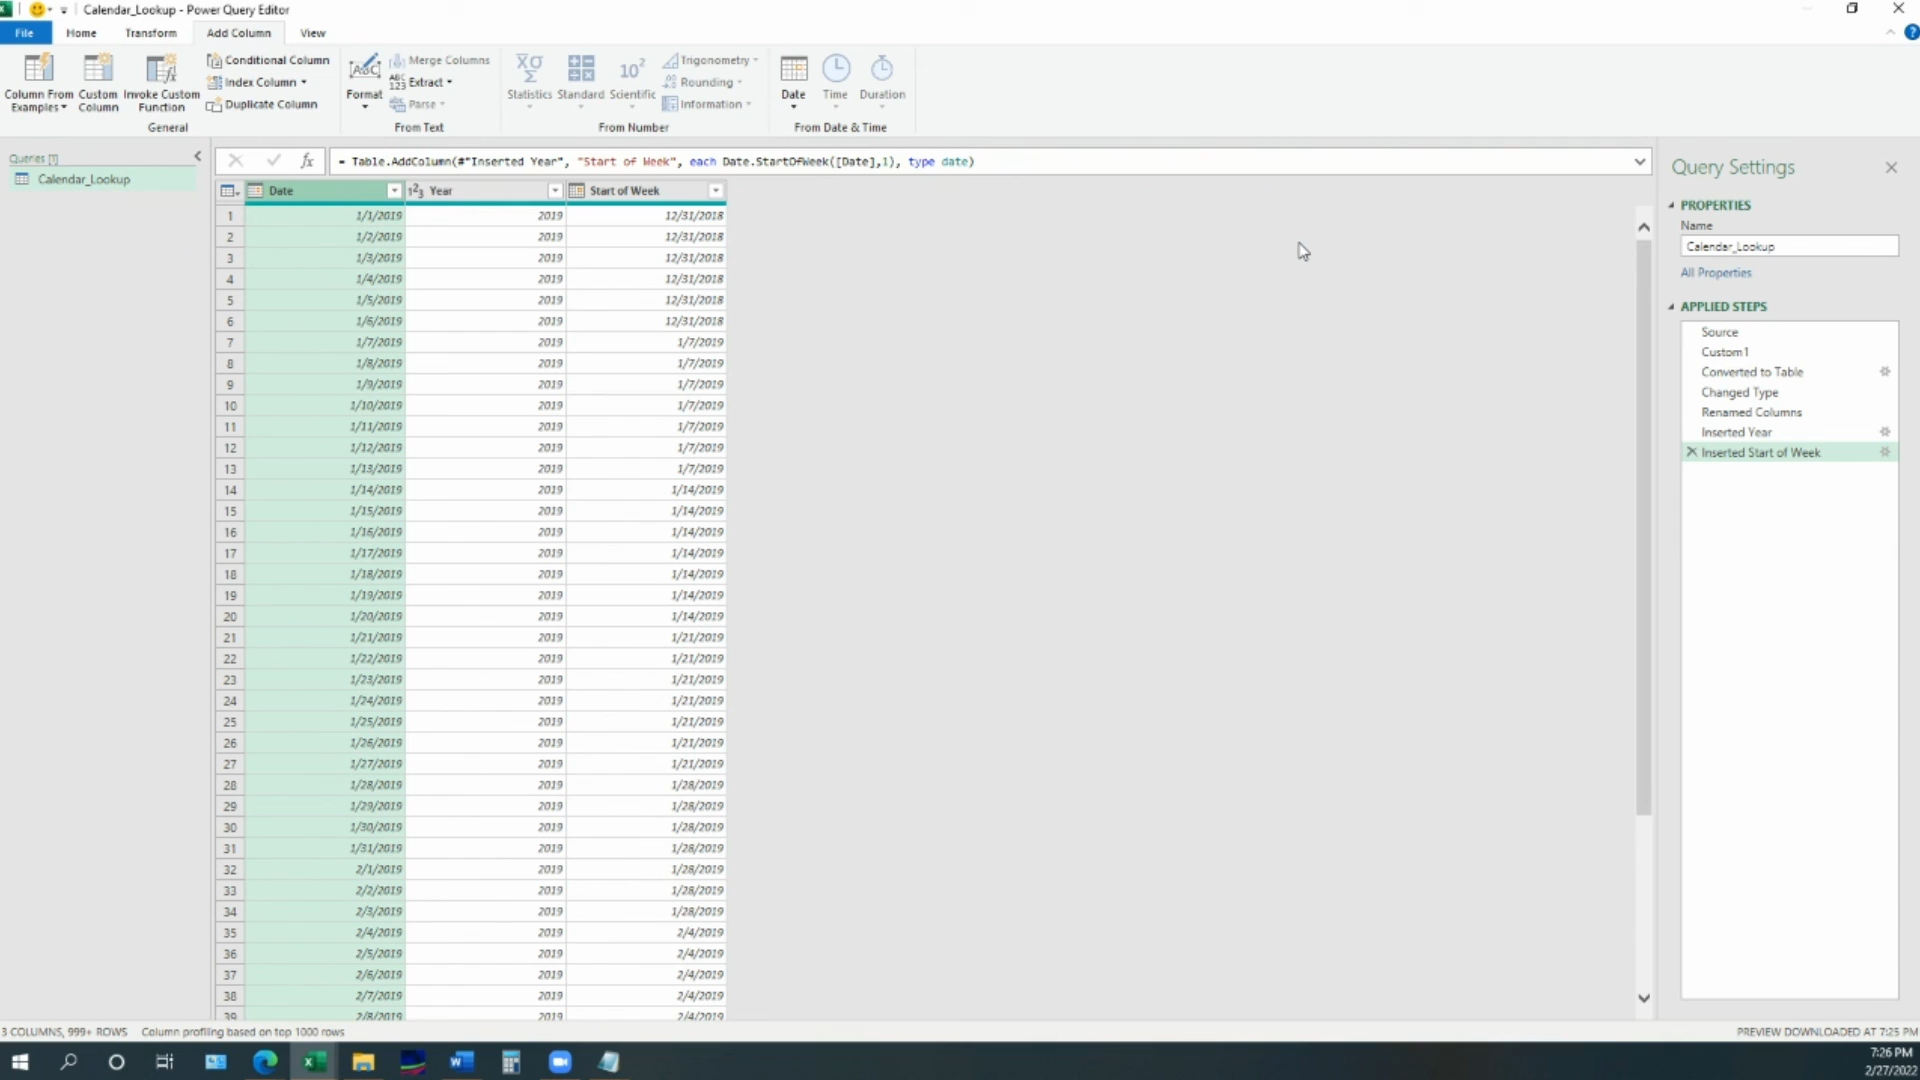 Calendar_Lookup - Power Query Editor
File Home Transform Add Column View
Column From Examples
Custom Column
Invoke Custom Function
Conditional Column
Index Column
Duplicate Column
General
Format
Merge Columns
Extract
Parse
From Text
Statistics
Standard
Scientific
Trigonometry
Rounding
Information
From Number
Date
Time
Duration
From Date & Time
Queries [1]
Calendar_Lookup
fx = Table.AddColumn(#"Inserted Year", "Start of Week", each Date.StartOfWeek([Date],1), type date)
Date Year Start of Week
1 1/1/2019 2019 12/31/2018
2 1/2/2019 2019 12/31/2018
3 1/3/2019 2019 12/31/2018
4 1/4/2019 2019 12/31/2018
5 1/5/2019 2019 12/31/2018
6 1/6/2019 2019 12/31/2018
7 1/7/2019 2019 1/7/2019
8 1/8/2019 2019 1/7/2019
9 1/9/2019 2019 1/7/2019
10 1/10/2019 2019 1/7/2019
11 1/11/2019 2019 1/7/2019
12 1/12/2019 2019 1/7/2019
13 1/13/2019 2019 1/7/2019
14 1/14/2019 2019 1/14/2019
15 1/15/2019 2019 1/14/2019
16 1/16/2019 2019 1/14/2019
17 1/17/2019 2019 1/14/2019
18 1/18/2019 2019 1/14/2019
19 1/19/2019 2019 1/14/2019
20 1/20/2019 2019 1/14/2019
21 1/21/2019 2019 1/21/2019
22 1/22/2019 2019 1/21/2019
23 1/23/2019 2019 1/21/2019
24 1/24/2019 2019 1/21/2019
25 1/25/2019 2019 1/21/2019
26 1/26/2019 2019 1/21/2019
27 1/27/2019 2019 1/21/2019
28 1/28/2019 2019 1/28/2019
29 1/29/2019 2019 1/28/2019
30 1/30/2019 2019 1/28/2019
31 1/31/2019 2019 1/28/2019
32 2/1/2019 2019 1/28/2019
33 2/2/2019 2019 1/28/2019
34 2/3/2019 2019 1/28/2019
35 2/4/2019 2019 2/4/2019
36 2/5/2019 2019 2/4/2019
37 2/6/2019 2019 2/4/2019
38 2/7/2019 2019 2/4/2019
39 2/8/2019 2019 2/4/2019
Query Settings
PROPERTIES
Name
Calendar_Lookup
All Properties
APPLIED STEPS
Source
Custom1
Converted to Table
Changed Type
Renamed Columns
Inserted Year
Inserted Start of Week
3 COLUMNS, 999+ ROWS Column profiling based on top 1000 rows
PREVIEW DOWNLOADED AT 7:25 PM
7:26 PM
2/27/2022